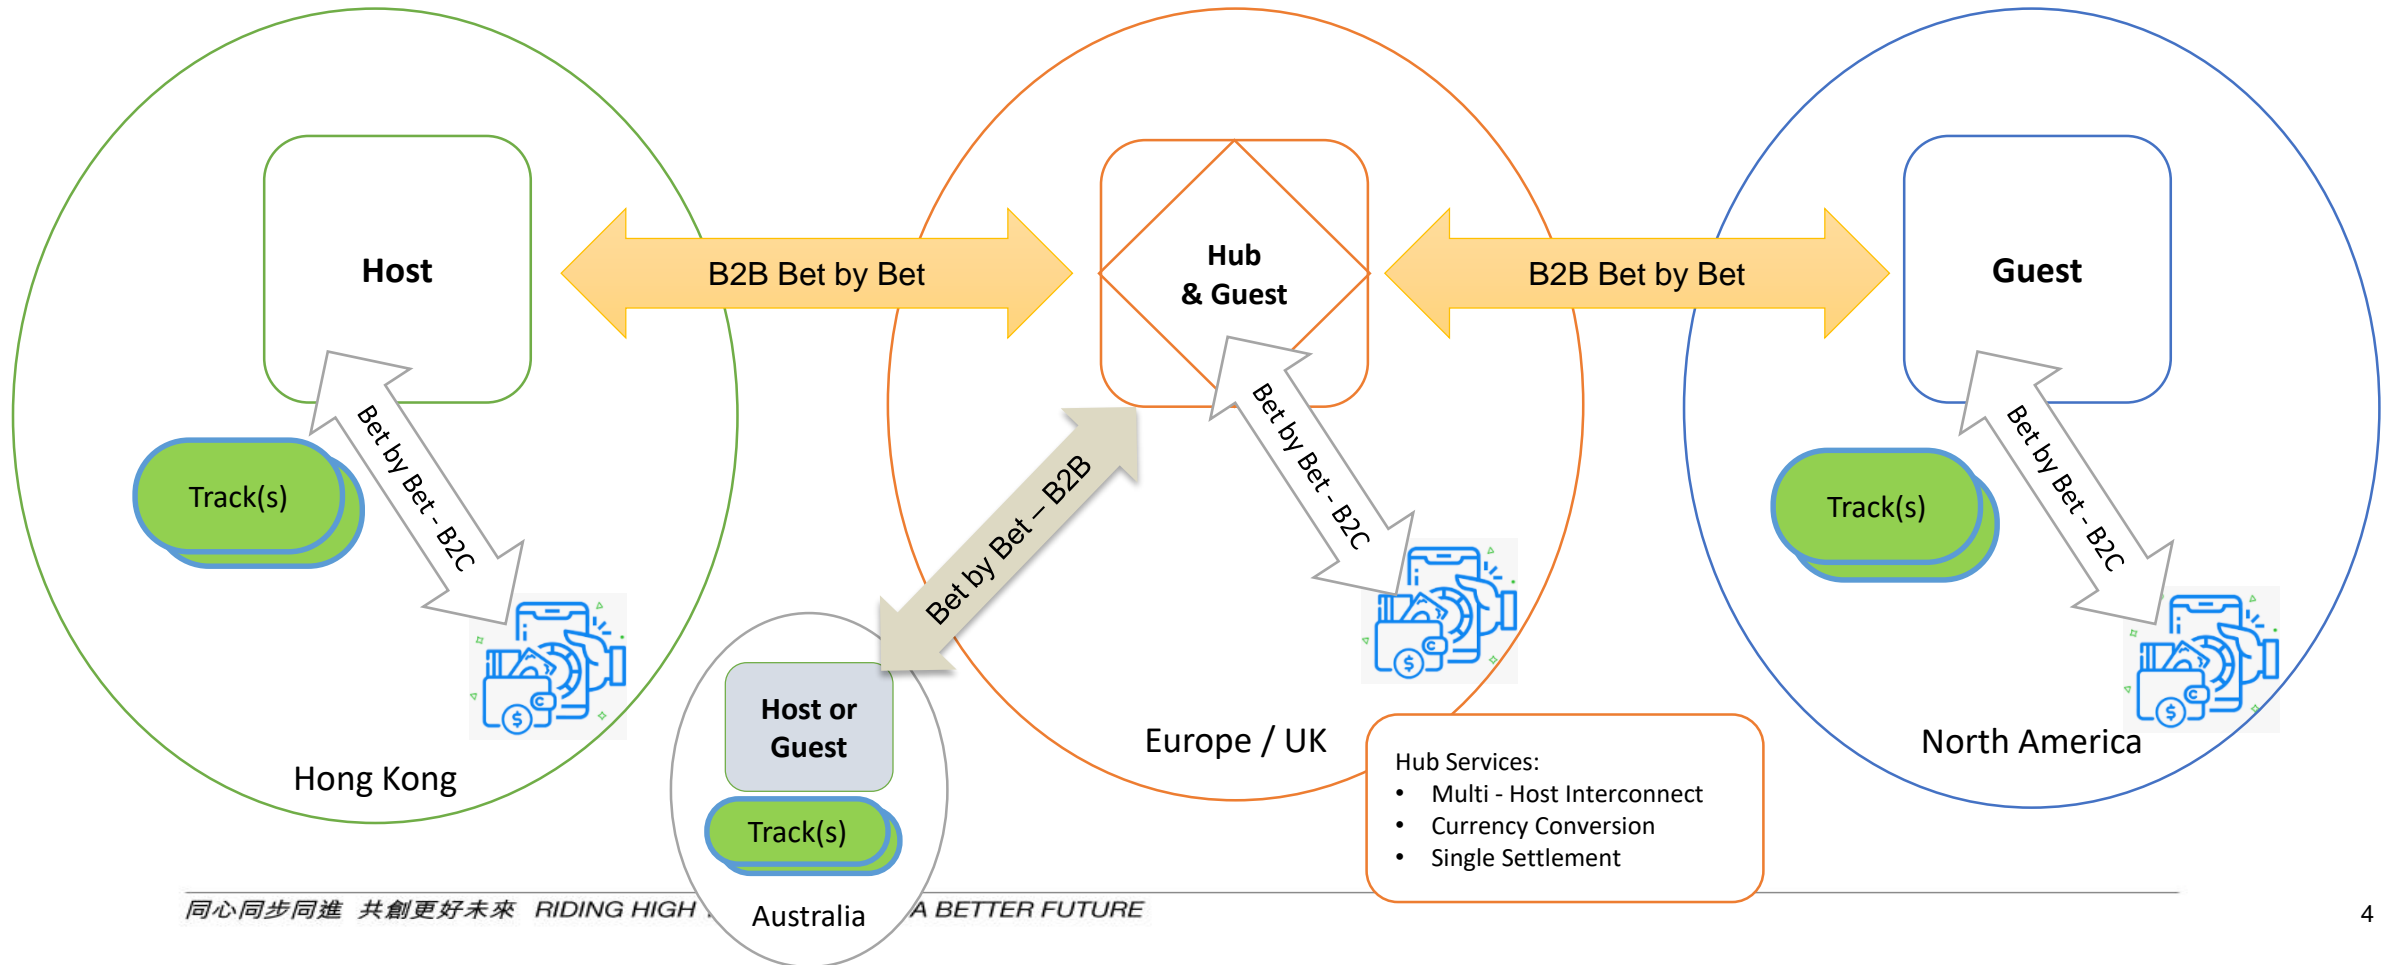 Host
B2B Bet by Bet
Hub
& Guest
B2B Bet by Bet
Guest
Bet by Bet - B2C
Track(s)
Bet by Bet – B2B
Bet by Bet - B2C
Bet by Bet - B2C
Track(s)
Hong Kong
Host or
Guest
Track(s)
Australia
Europe / UK
North America
Hub Services:
• Multi - Host Interconnect
• Currency Conversion
• Single Settlement
同心同步同進 共創更好未來 RIDING HIGH
A BETTER FUTURE
4